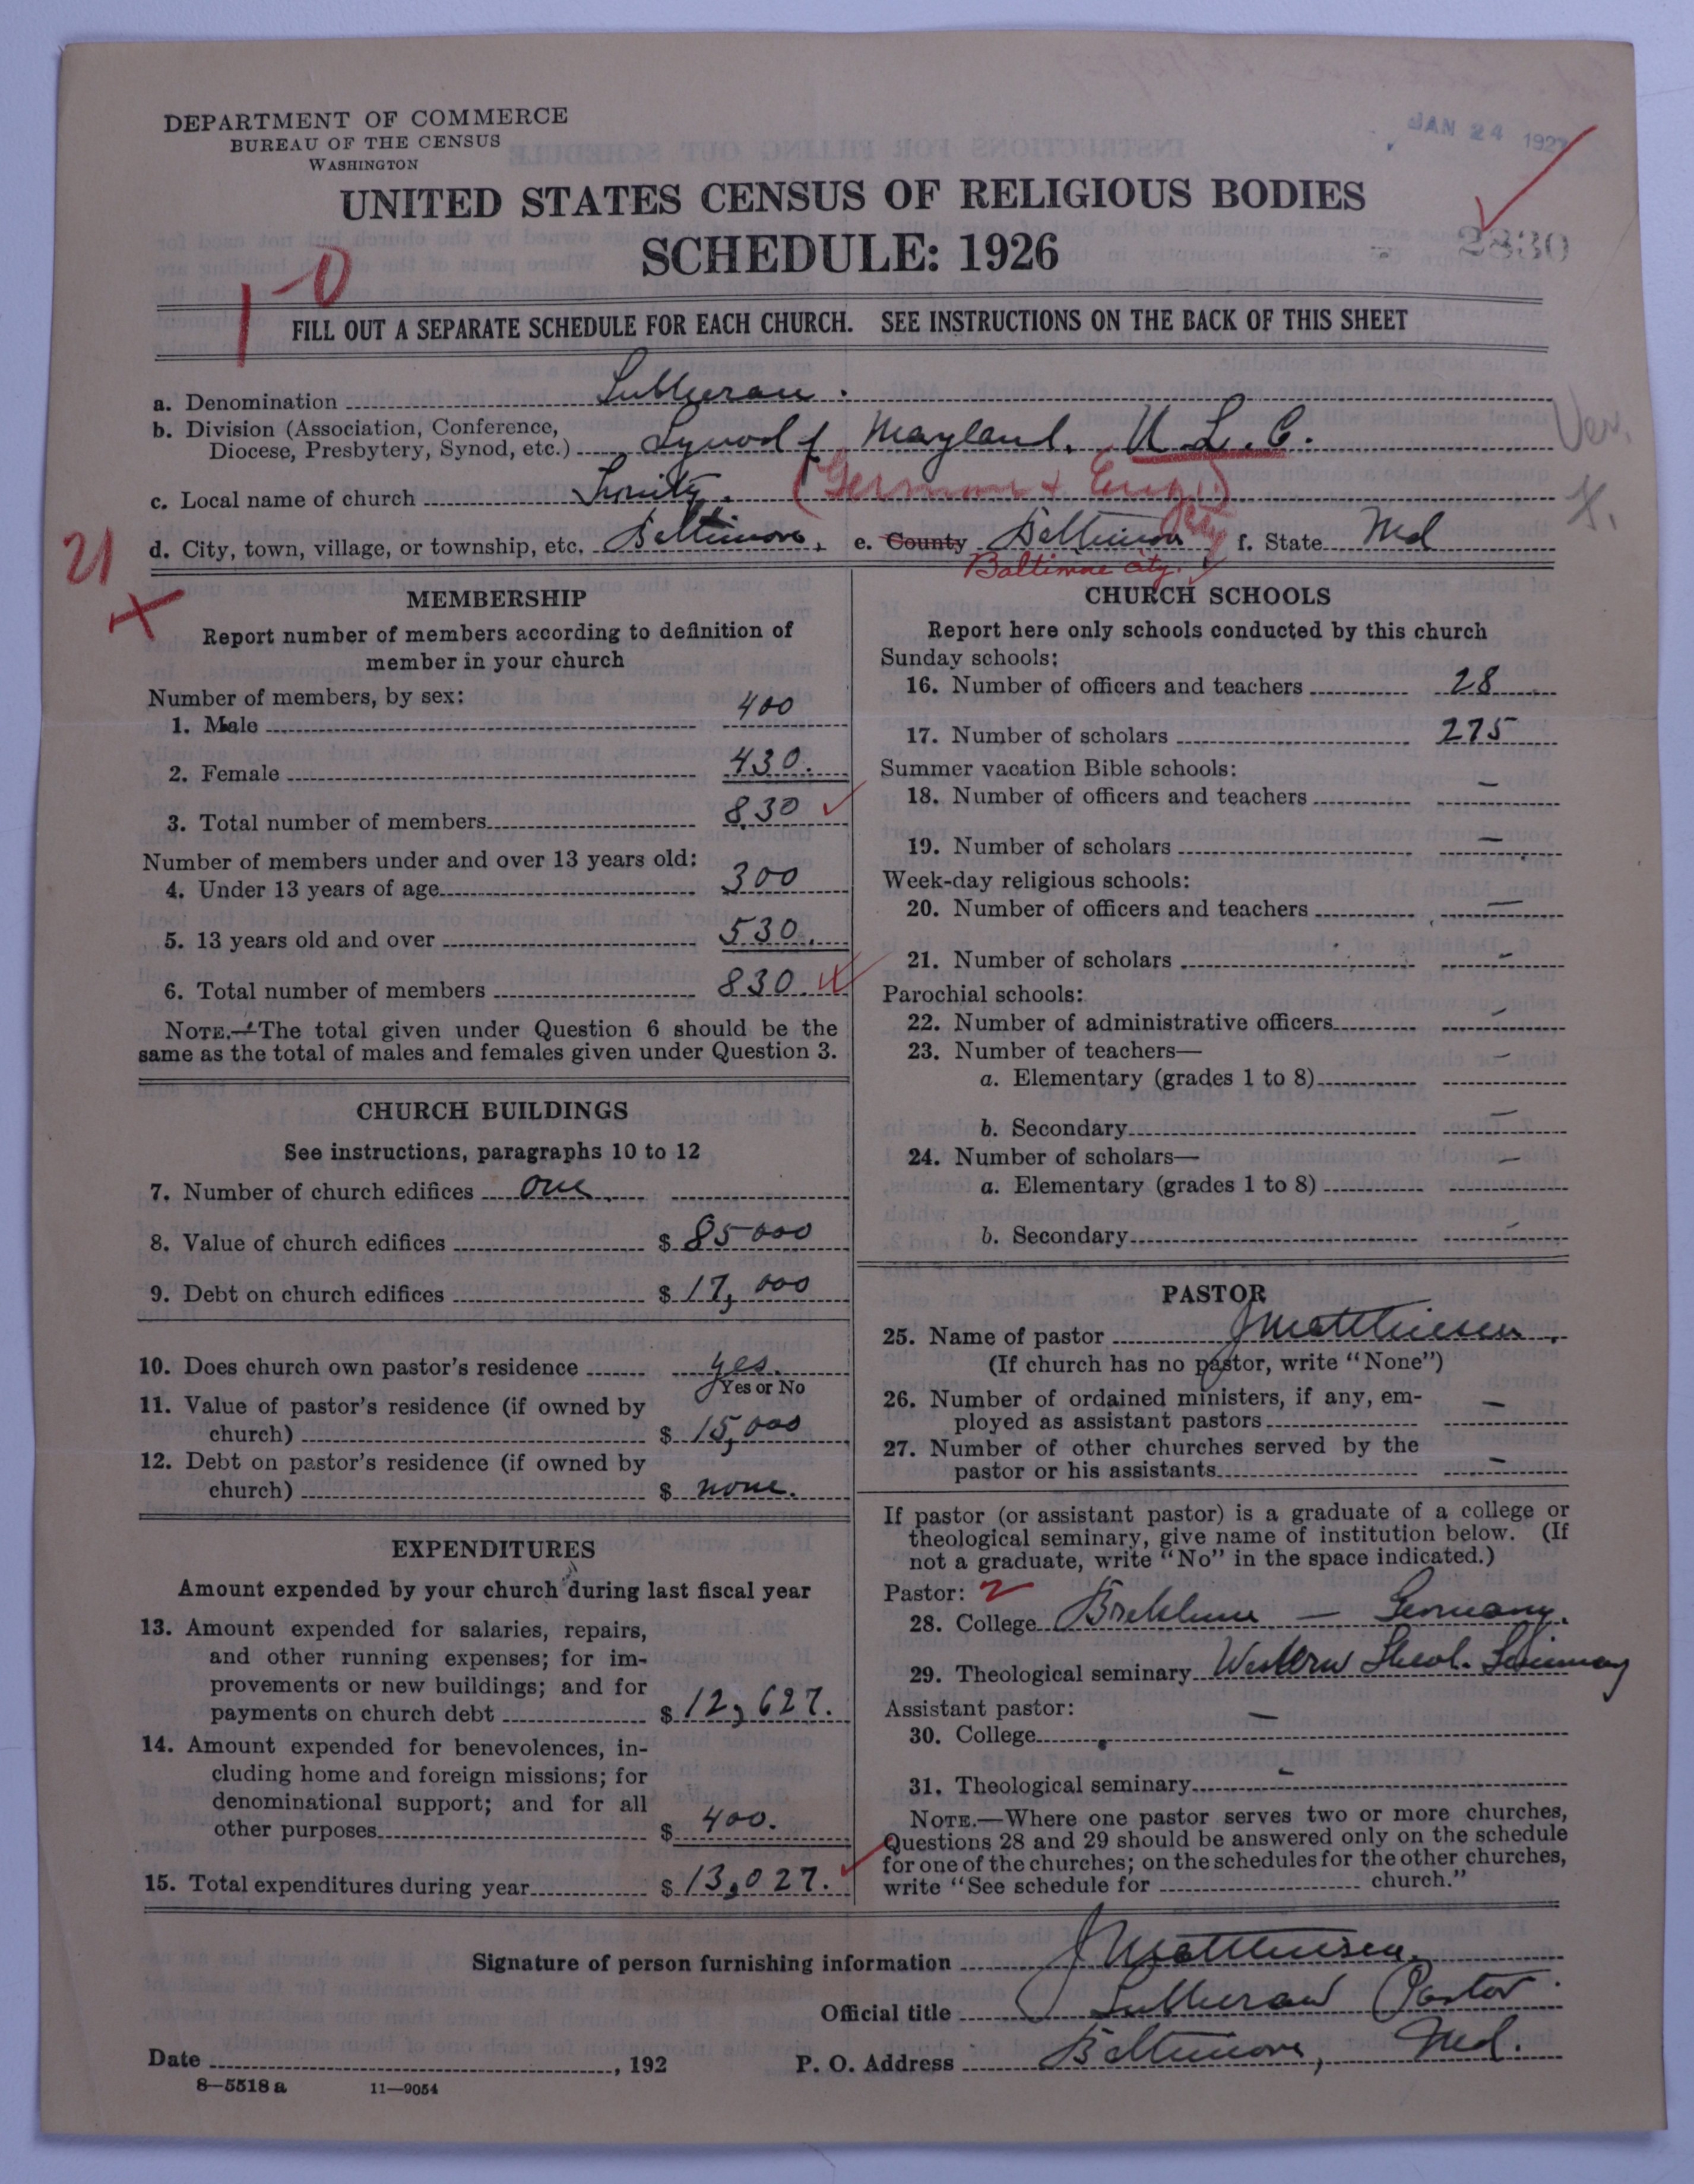 DEPARTMENT OF COMMERCE
BUREAU OF THE CENSUS
WASHINGTON
JAN 24 1927
UNITED STATES CENSUS OF RELIGIOUS BODIES
SCHEDULE: 1926
2830
1-0
FILL OUT A SEPARATE SCHEDULE FOR EACH CHURCH. SEE INSTRUCTIONS ON THE BACK OF THIS SHEET
a. Denomination Lutheran.
b. Division (Association, Conference,
Diocese, Presbytery, Synod, etc.) Synod of Maryland. U. L. C.
Ver.
c. Local name of church Trinity. (German & Eng.)
H.
21
d. City, town, village, or township, etc. Baltimore, e. County Baltimore City f. State Md
Baltimore city.
MEMBERSHIP
Report number of members according to definition of
member in your church
Number of members, by sex:
1. Male 400
2. Female 430.
3. Total number of members 830
Number of members under and over 13 years old:
4. Under 13 years of age 300
5. 13 years old and over 530.
6. Total number of members 830.
NOTE.—The total given under Question 6 should be the
same as the total of males and females given under Question 3.
CHURCH BUILDINGS
See instructions, paragraphs 10 to 12
7. Number of church edifices one
8. Value of church edifices $ 85000
9. Debt on church edifices $ 17,000
10. Does church own pastor's residence yes.
Yes or No
11. Value of pastor's residence (if owned by
church) $ 15,000
12. Debt on pastor's residence (if owned by
church) $ none.
EXPENDITURES
Amount expended by your church during last fiscal year
13. Amount expended for salaries, repairs,
and other running expenses; for im-
provements or new buildings; and for
payments on church debt $ 12,627.
14. Amount expended for benevolences, in-
cluding home and foreign missions; for
denominational support; and for all
other purposes $ 400.
15. Total expenditures during year $ 13,027.
CHURCH SCHOOLS
Report here only schools conducted by this church
Sunday schools:
16. Number of officers and teachers 28
17. Number of scholars 275
Summer vacation Bible schools:
18. Number of officers and teachers —
19. Number of scholars —
Week-day religious schools:
20. Number of officers and teachers —
21. Number of scholars -
Parochial schools:
22. Number of administrative officers -
23. Number of teachers— -
a. Elementary (grades 1 to 8)
b. Secondary —
24. Number of scholars— —
a. Elementary (grades 1 to 8)
b. Secondary -
PASTOR
25. Name of pastor J Matthiesen.
(If church has no pastor, write "None")
26. Number of ordained ministers, if any, em-
ployed as assistant pastors —
27. Number of other churches served by the
pastor or his assistants —
If pastor (or assistant pastor) is a graduate of a college or
theological seminary, give name of institution below. (If
not a graduate, write "No" in the space indicated.)
Pastor: 2
28. College Breklum — Germany.
29. Theological seminary Western Theol. Seminary
Assistant pastor:
30. College —
31. Theological seminary -
NOTE.—Where one pastor serves two or more churches,
Questions 28 and 29 should be answered only on the schedule
for one of the churches; on the schedules for the other churches,
write "See schedule for church."
Signature of person furnishing information J Matthiesen.
Official title Lutheran Pastor.
Date , 192 P. O. Address Baltimore, Md.
8—5518 a 11—9054